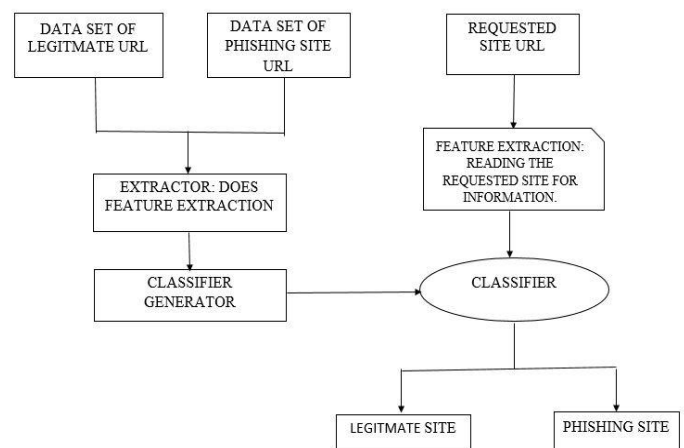 DATA SET OF
LEGITMATE URL
DATA SET OF
PHISHING SITE
URL
REQUESTED
SITE URL
EXTRACTOR: DOES
FEATURE EXTRACTION
FEATURE EXTRACTION:
READING THE
REQUESTED SITE FOR
INFORMATION.
CLASSIFIER
GENERATOR
CLASSIFIER
LEGITMATE SITE
PHISHING SITE